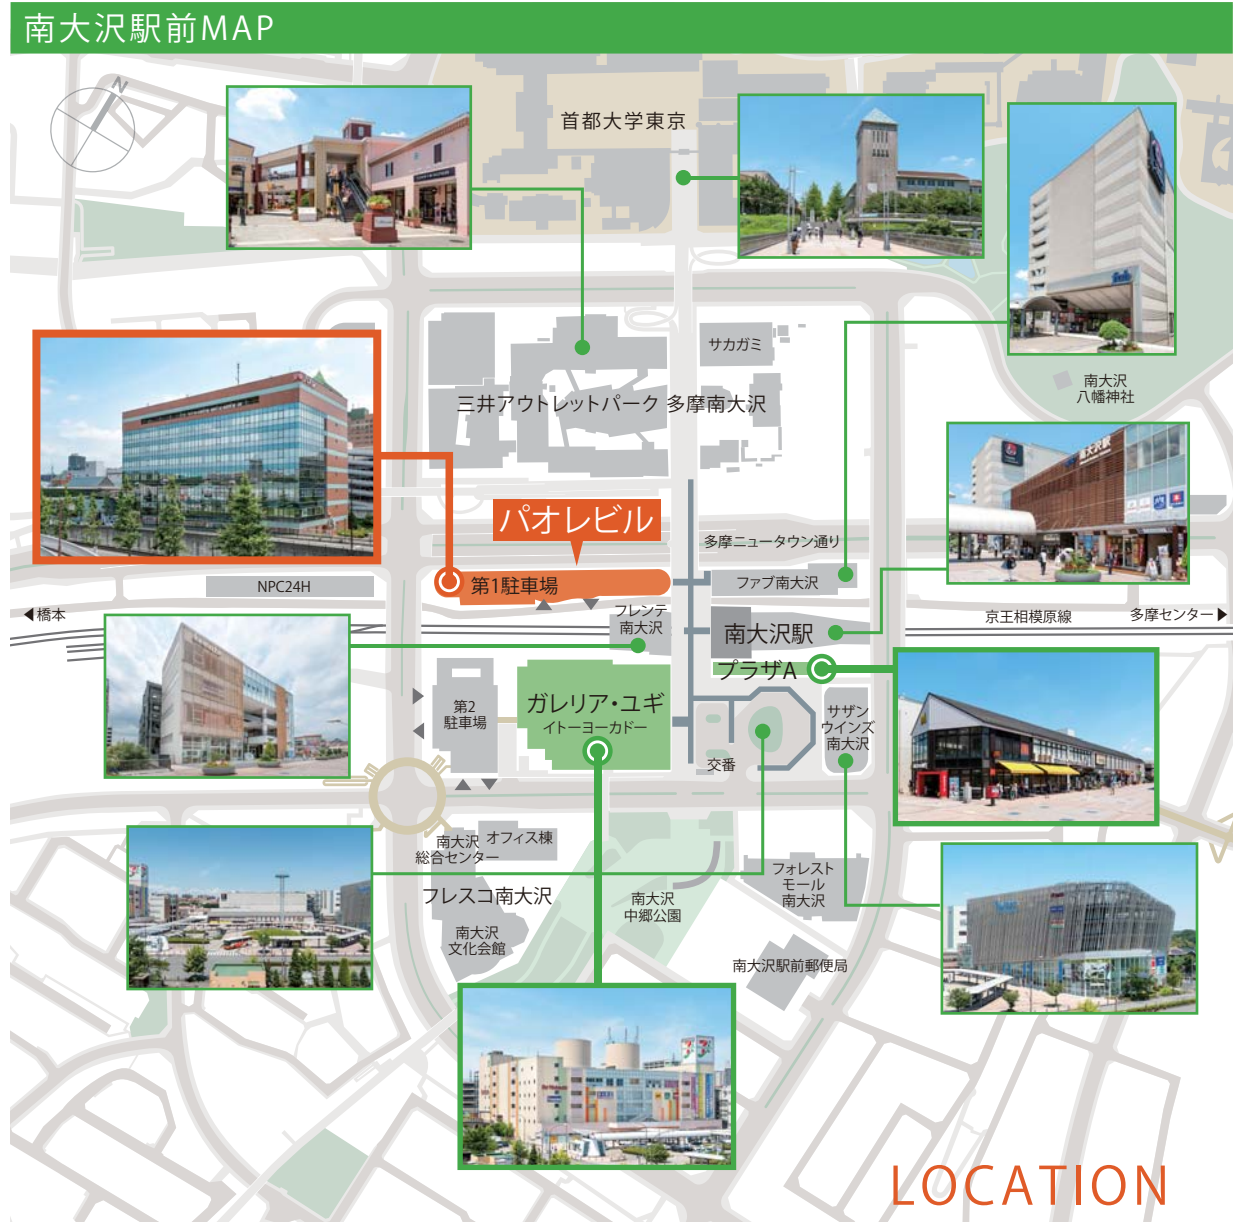 南大沢駅前MAP
N
首都大学東京
サカガミ
三井アウトレットパーク 多摩南大沢
南大沢
八幡神社
南大沢駅
パオレビル
多摩ニュータウン通り
第1駐車場
ファブ南大沢
NPC24H
橋本
フレンテ
南大沢
南大沢駅
京王相模原線
多摩センター
プラザA
ガレリア・ユギ
イトーヨーカドー
第2
駐車場
サザン
ウインズ
南大沢
交番
南大沢
総合センター
オフィス棟
フレスコ南大沢
南大沢
文化会館
南大沢
中郷公園
フォレスト
モール
南大沢
南大沢駅前郵便局
LOCATION